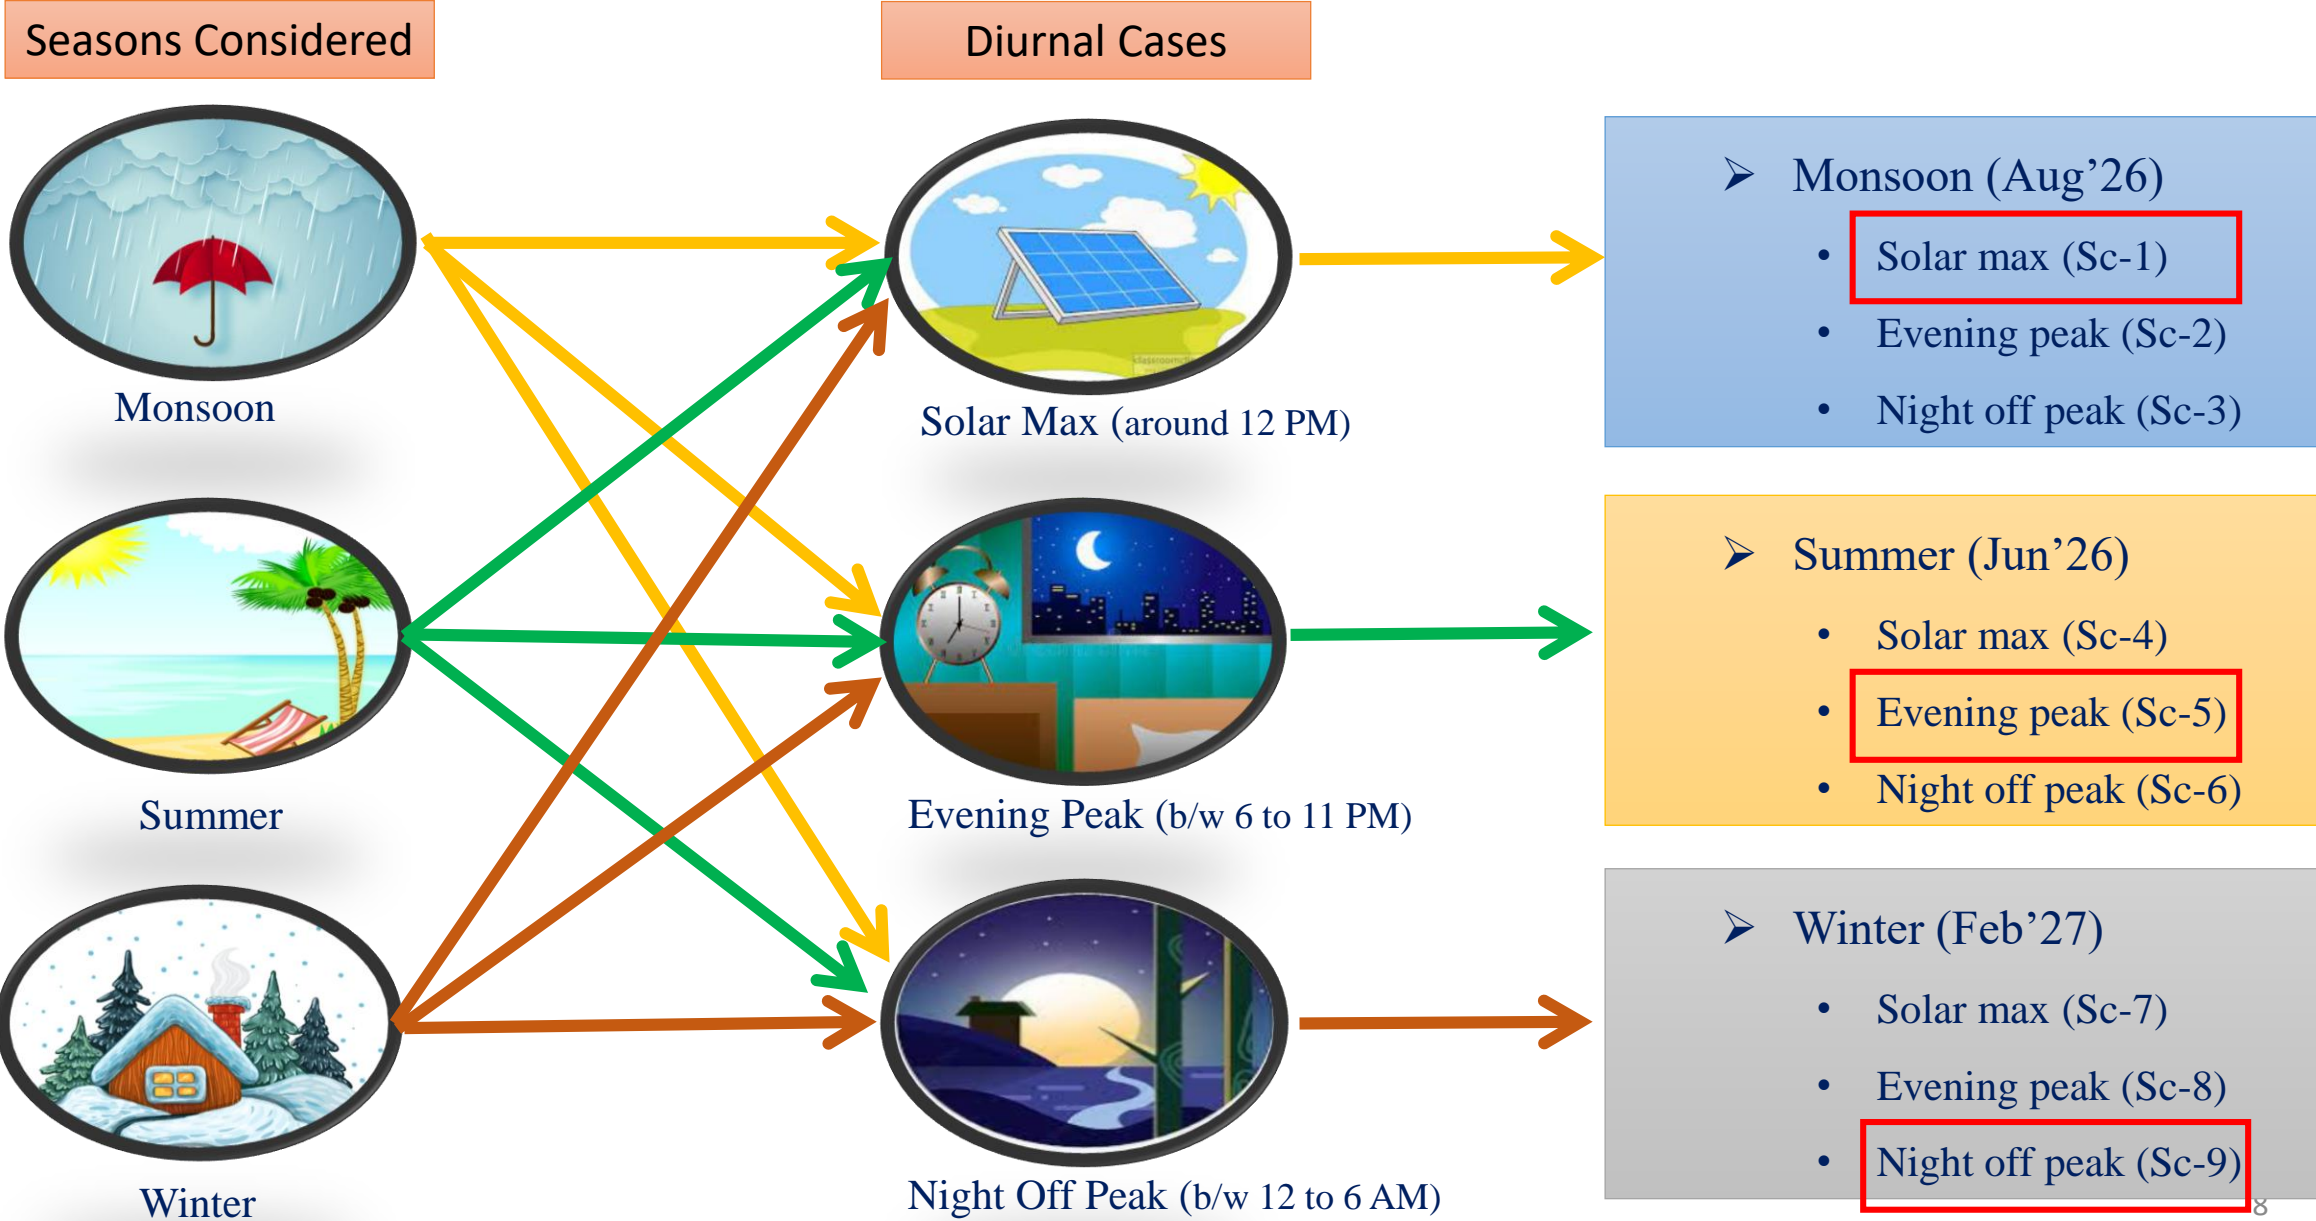 Seasons Considered
Diurnal Cases
Monsoon
Summer
Winter
Solar Max (around 12 PM)
Evening Peak (b/w 6 to 11 PM)
Night Off Peak (b/w 12 to 6 AM)
➢ Monsoon (Aug’26)
• Solar max (Sc-1)
• Evening peak (Sc-2)
• Night off peak (Sc-3)
➢ Summer (Jun’26)
• Solar max (Sc-4)
• Evening peak (Sc-5)
• Night off peak (Sc-6)
➢ Winter (Feb’27)
• Solar max (Sc-7)
• Evening peak (Sc-8)
• Night off peak (Sc-9)
8